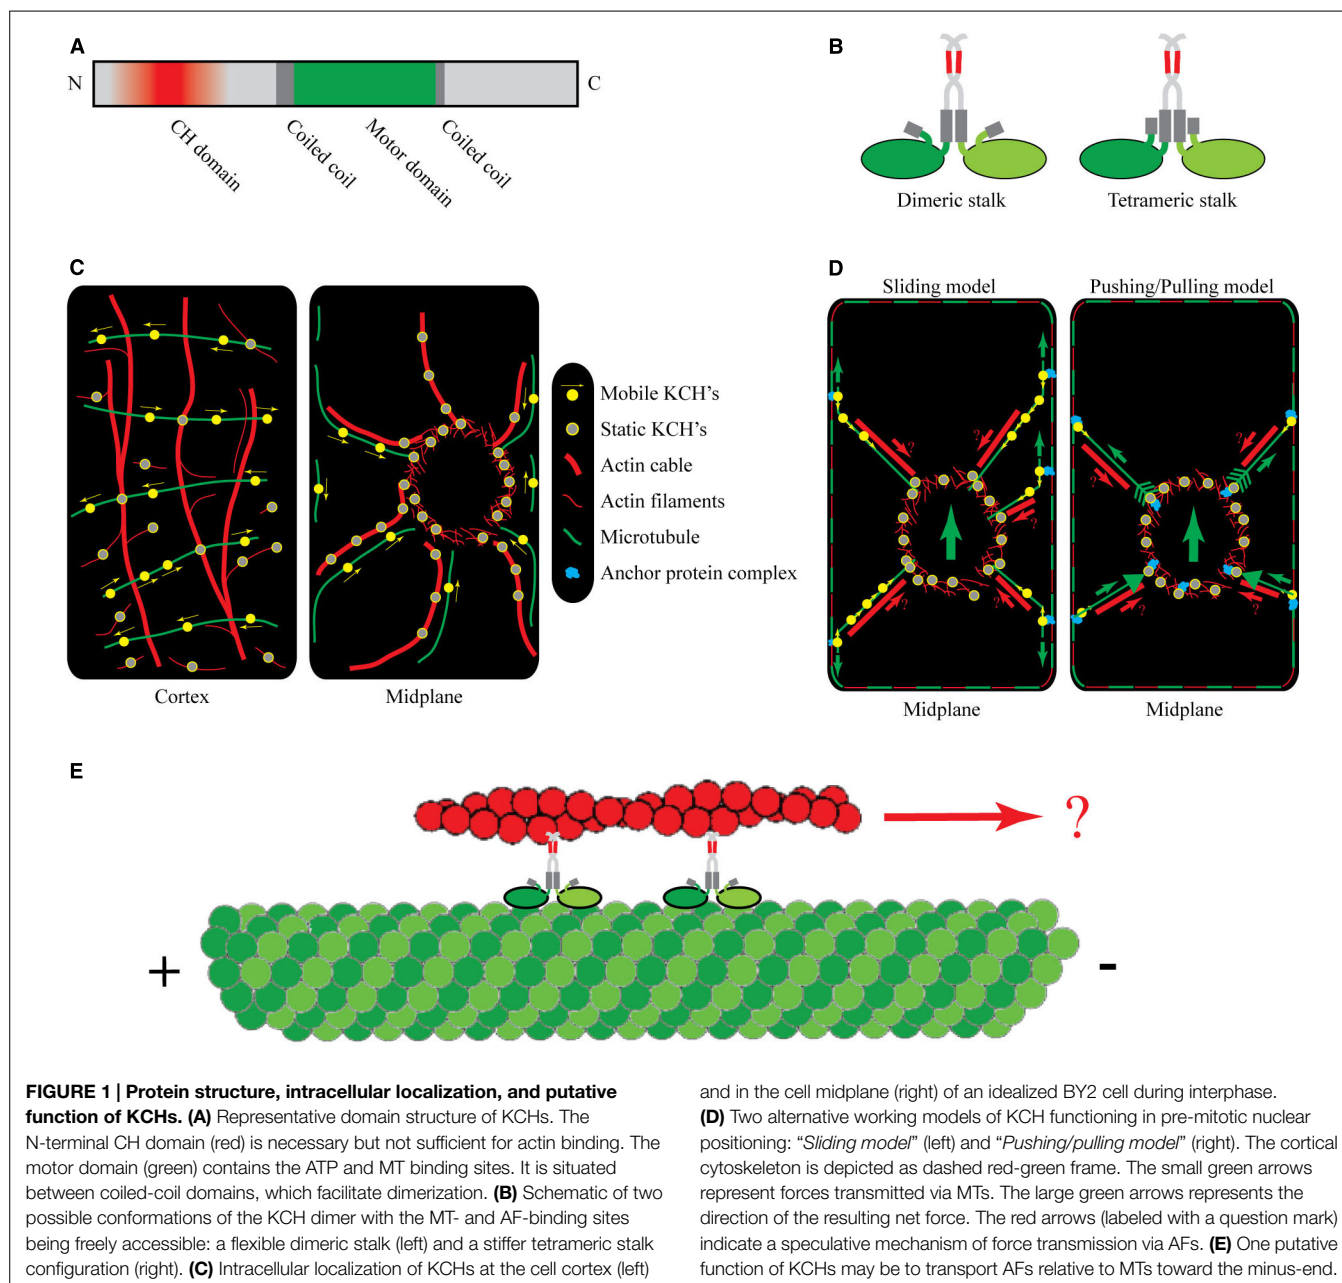 A
N
C
CH domain
Coiled coil
Motor domain
Coiled coil
B
Dimeric stalk
Tetrameric stalk
C
Cortex
Midplane
Mobile KCH's
Static KCH's
Actin cable
Actin filaments
Microtubule
Anchor protein complex
D
Sliding model
Pushing/Pulling model
?
?
?
?
?
?
?
?
?
Midplane
Midplane
E
?
+
-
FIGURE 1 | Protein structure, intracellular localization, and putative
function of KCHs. (A) Representative domain structure of KCHs. The
N-terminal CH domain (red) is necessary but not sufficient for actin binding. The
motor domain (green) contains the ATP and MT binding sites. It is situated
between coiled-coil domains, which facilitate dimerization. (B) Schematic of two
possible conformations of the KCH dimer with the MT- and AF-binding sites
being freely accessible: a flexible dimeric stalk (left) and a stiffer tetrameric stalk
configuration (right). (C) Intracellular localization of KCHs at the cell cortex (left)
and in the cell midplane (right) of an idealized BY2 cell during interphase.
(D) Two alternative working models of KCH functioning in pre-mitotic nuclear
positioning: "Sliding model" (left) and "Pushing/pulling model" (right). The cortical
cytoskeleton is depicted as dashed red-green frame. The small green arrows
represent forces transmitted via MTs. The large green arrows represents the
direction of the resulting net force. The red arrows (labeled with a question mark)
indicate a speculative mechanism of force transmission via AFs. (E) One putative
function of KCHs may be to transport AFs relative to MTs toward the minus-end.